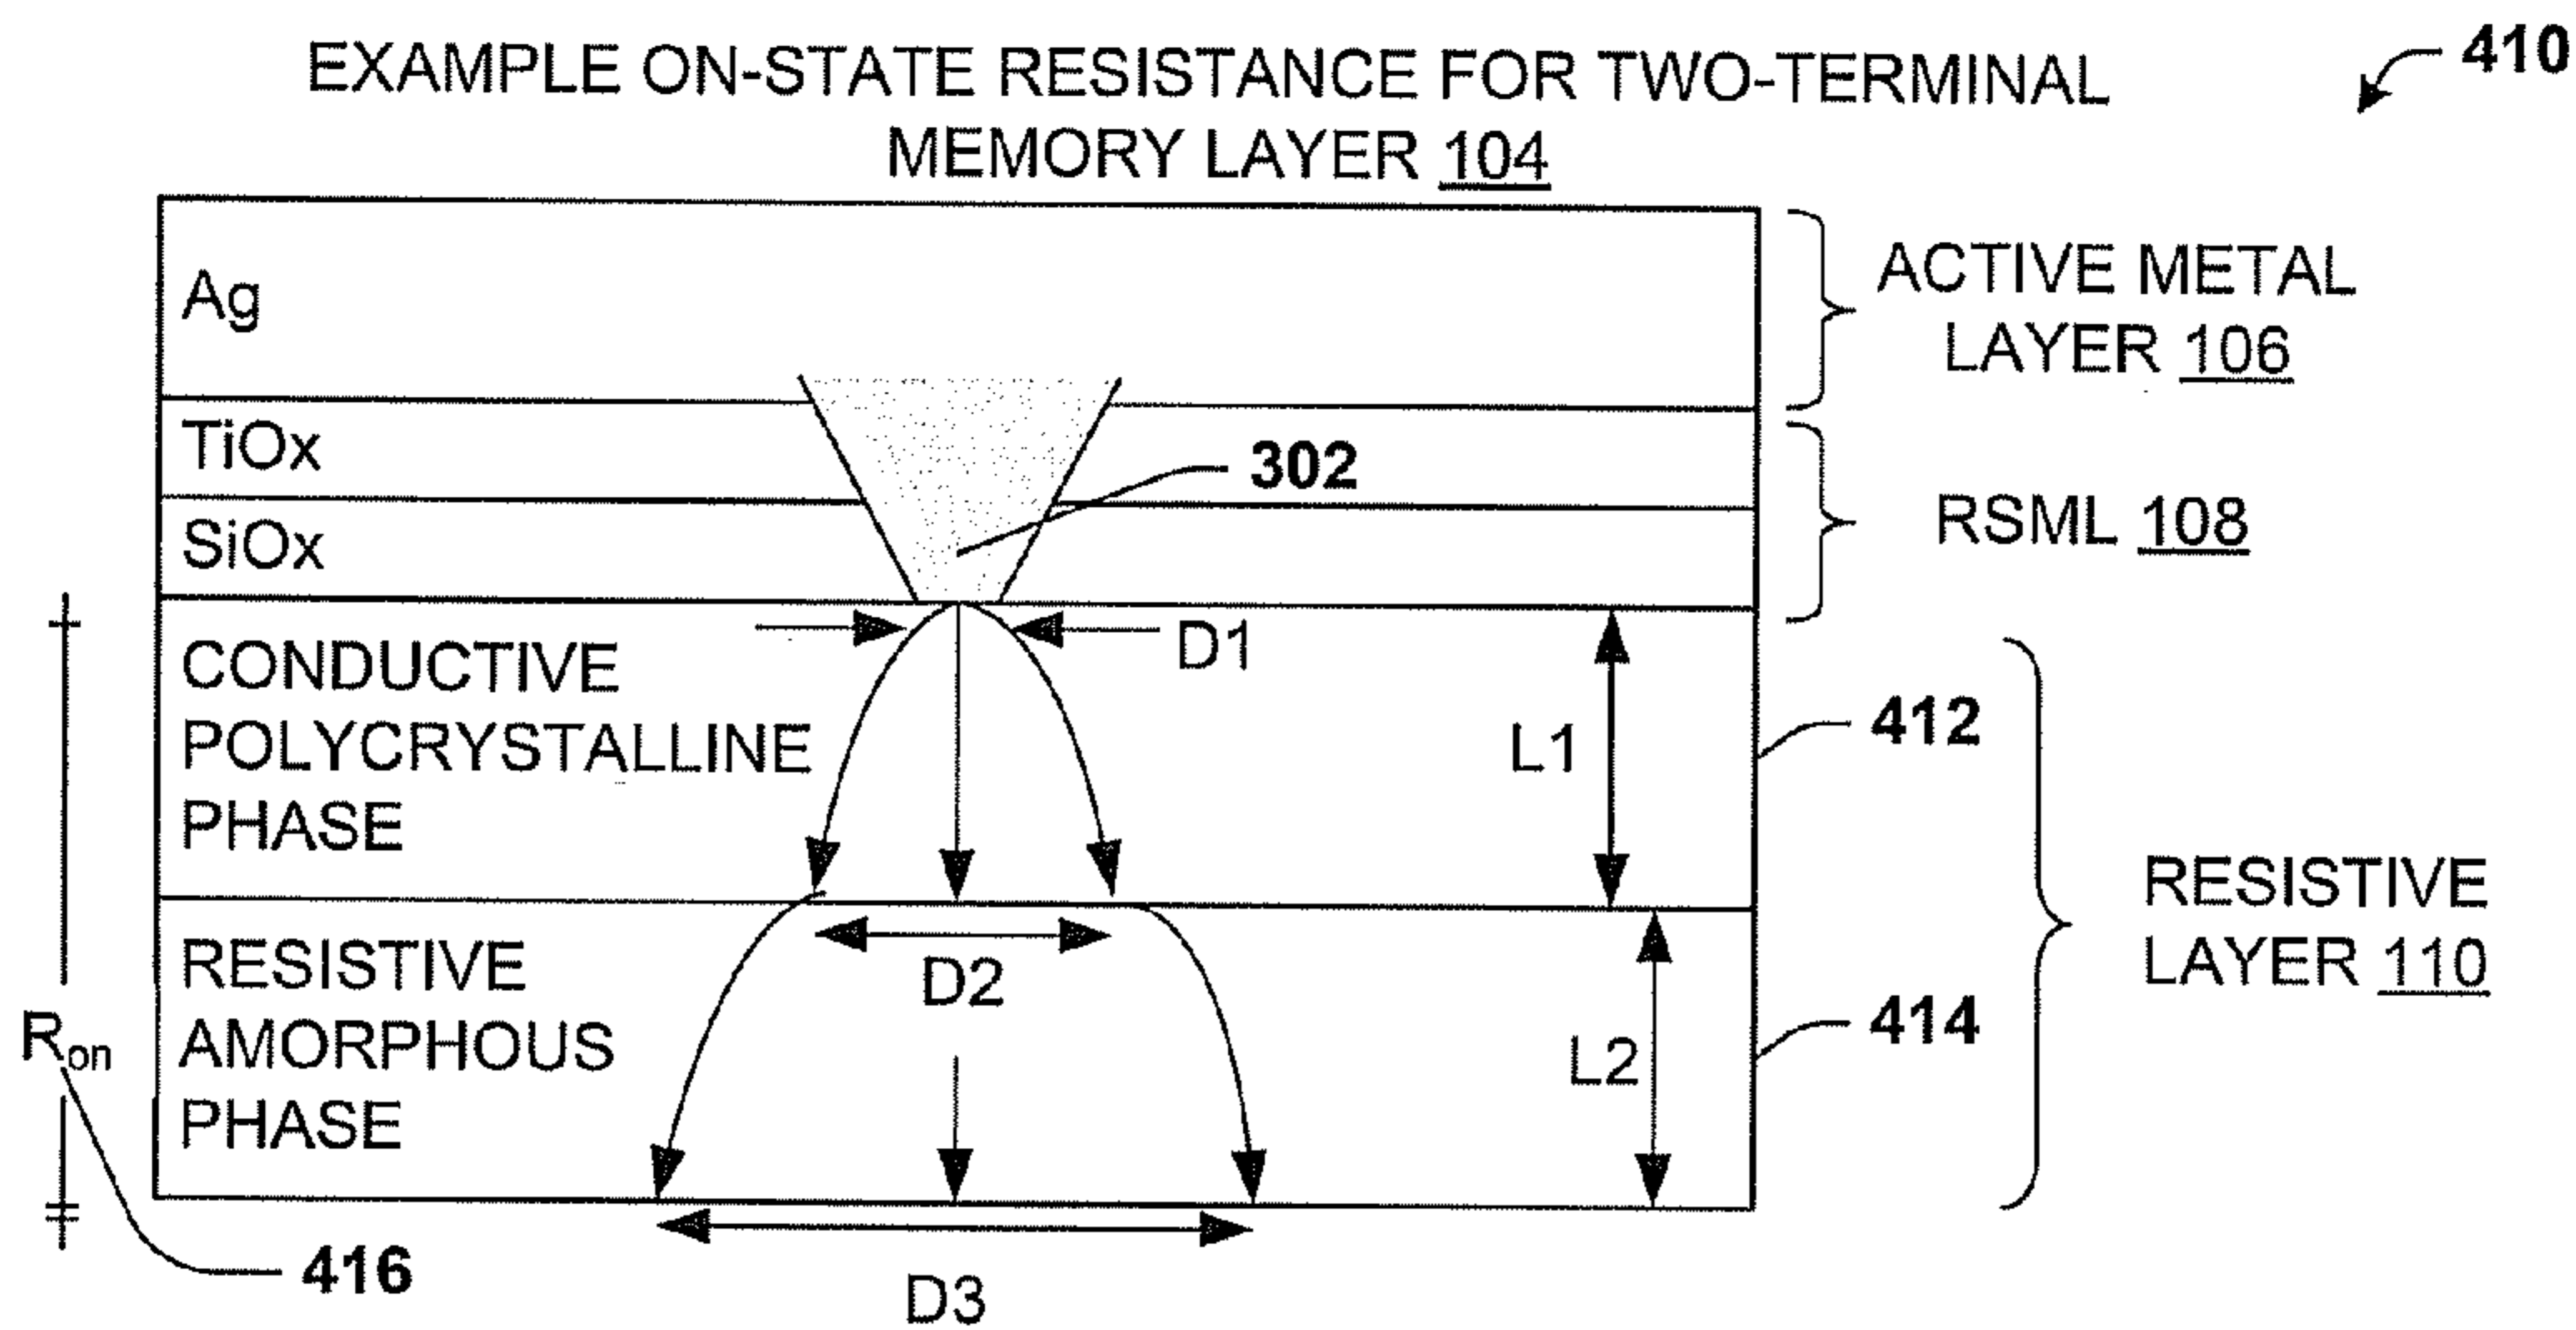 410
EXAMPLE ON-STATE RESISTANCE FOR TWO-TERMINAL
MEMORY LAYER 104
Ag
ACTIVE METAL
LAYER 106
TiOx
302
SiOx
RSML 108
CONDUCTIVE
POLYCRYSTALLINE
PHASE
D1
L1
412
RESISTIVE
LAYER 110
RESISTIVE
AMORPHOUS
PHASE
D2
L2
414
Ron
416
D3